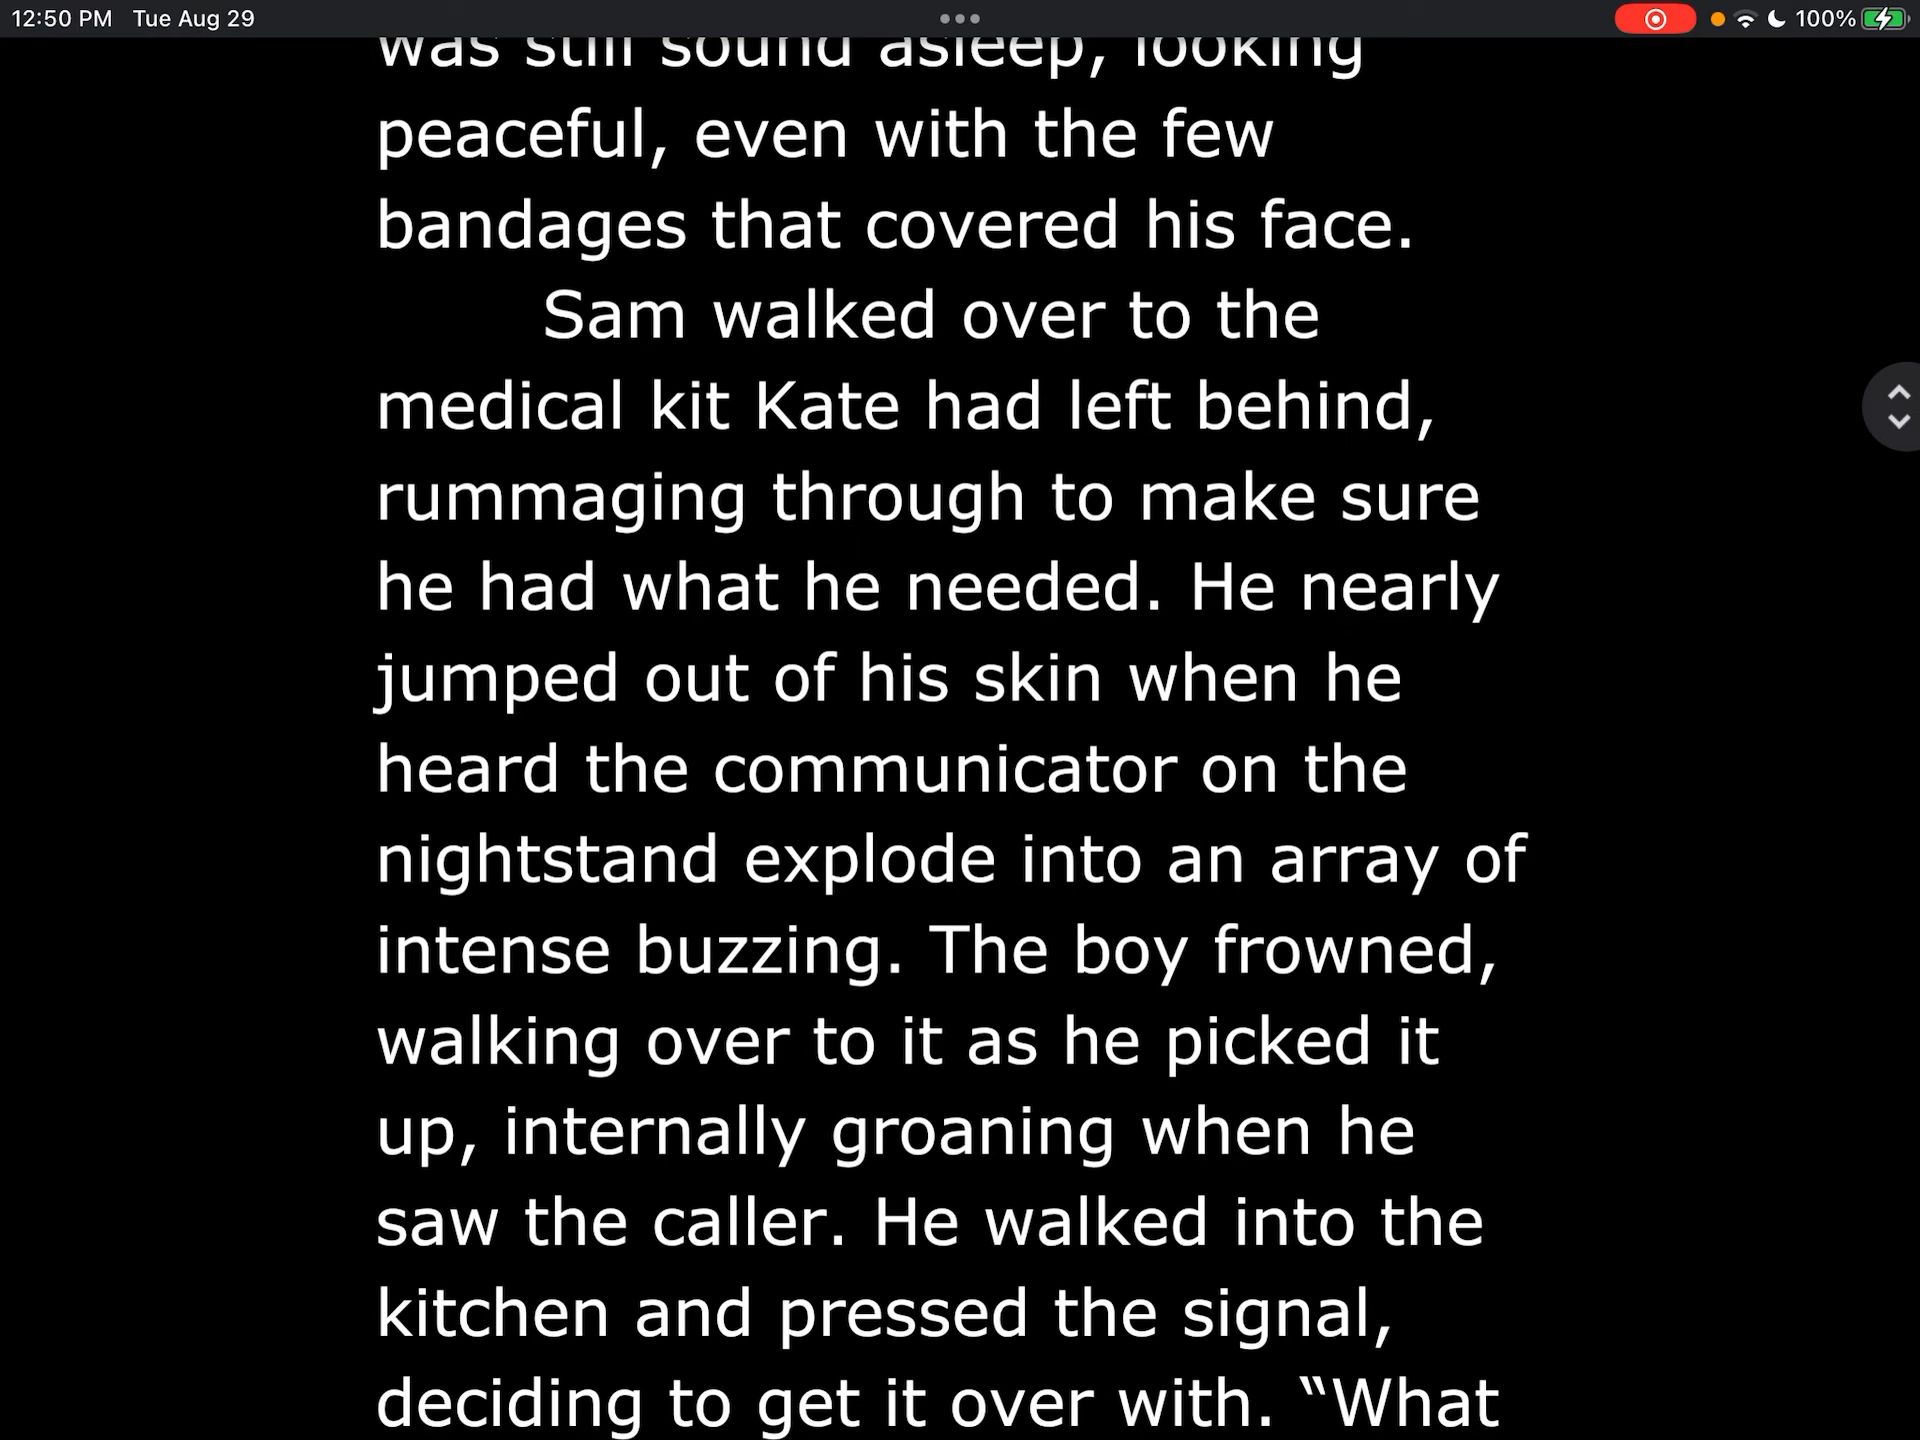 12:50 PM Tue Aug 29
100%
was still sound asleep, looking
peaceful, even with the few
bandages that covered his face.
Sam walked over to the
medical kit Kate had left behind,
rummaging through to make sure
he had what he needed. He nearly
jumped out of his skin when he
heard the communicator on the
nightstand explode into an array of
intense buzzing. The boy frowned,
walking over to it as he picked it
up, internally groaning when he
saw the caller. He walked into the
kitchen and pressed the signal,
deciding to get it over with. “What